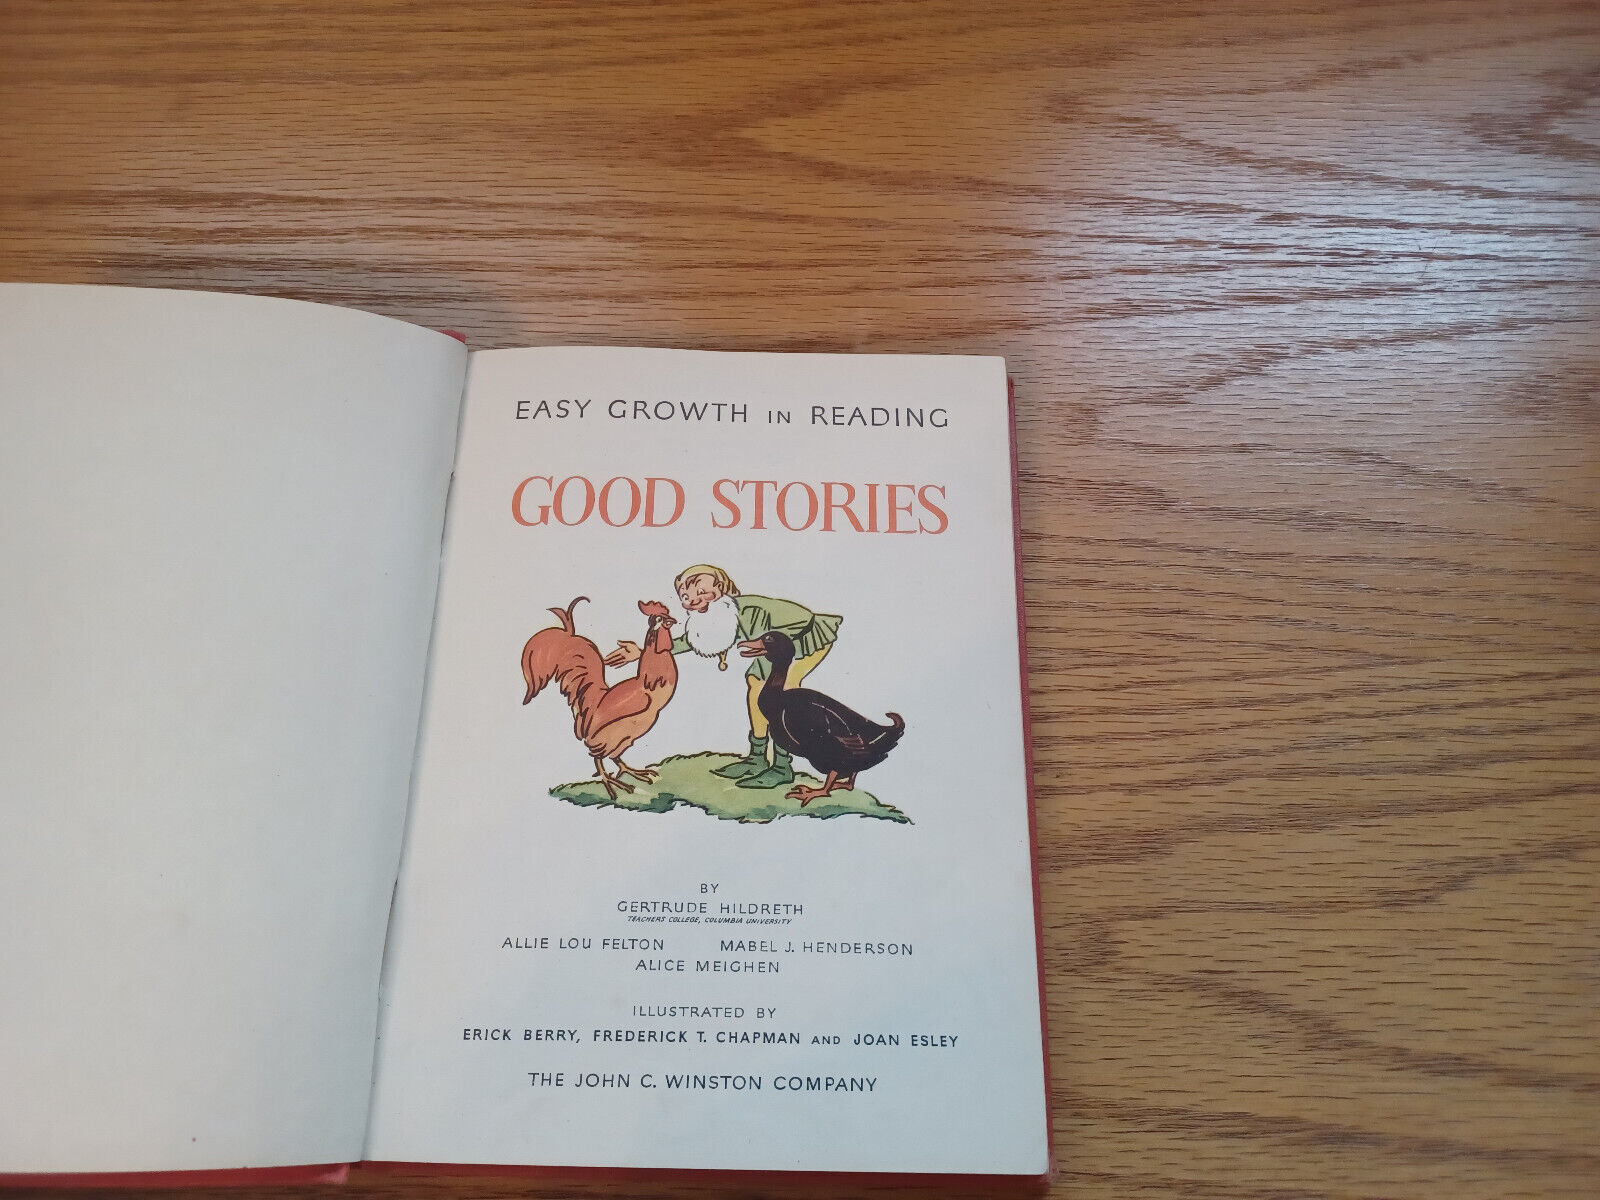 EASY GROWTH IN READING
GOOD STORIES
BY
GERTRUDE HILDRETH
TEACHERS COLLEGE, COLUMBIA UNIVERSITY
ALLIE LOU FELTON MABEL J. HENDERSON
ALICE MEIGHEN
ILLUSTRATED BY
ERICK BERRY, FREDERICK T. CHAPMAN AND JOAN ESLEY
THE JOHN C. WINSTON COMPANY